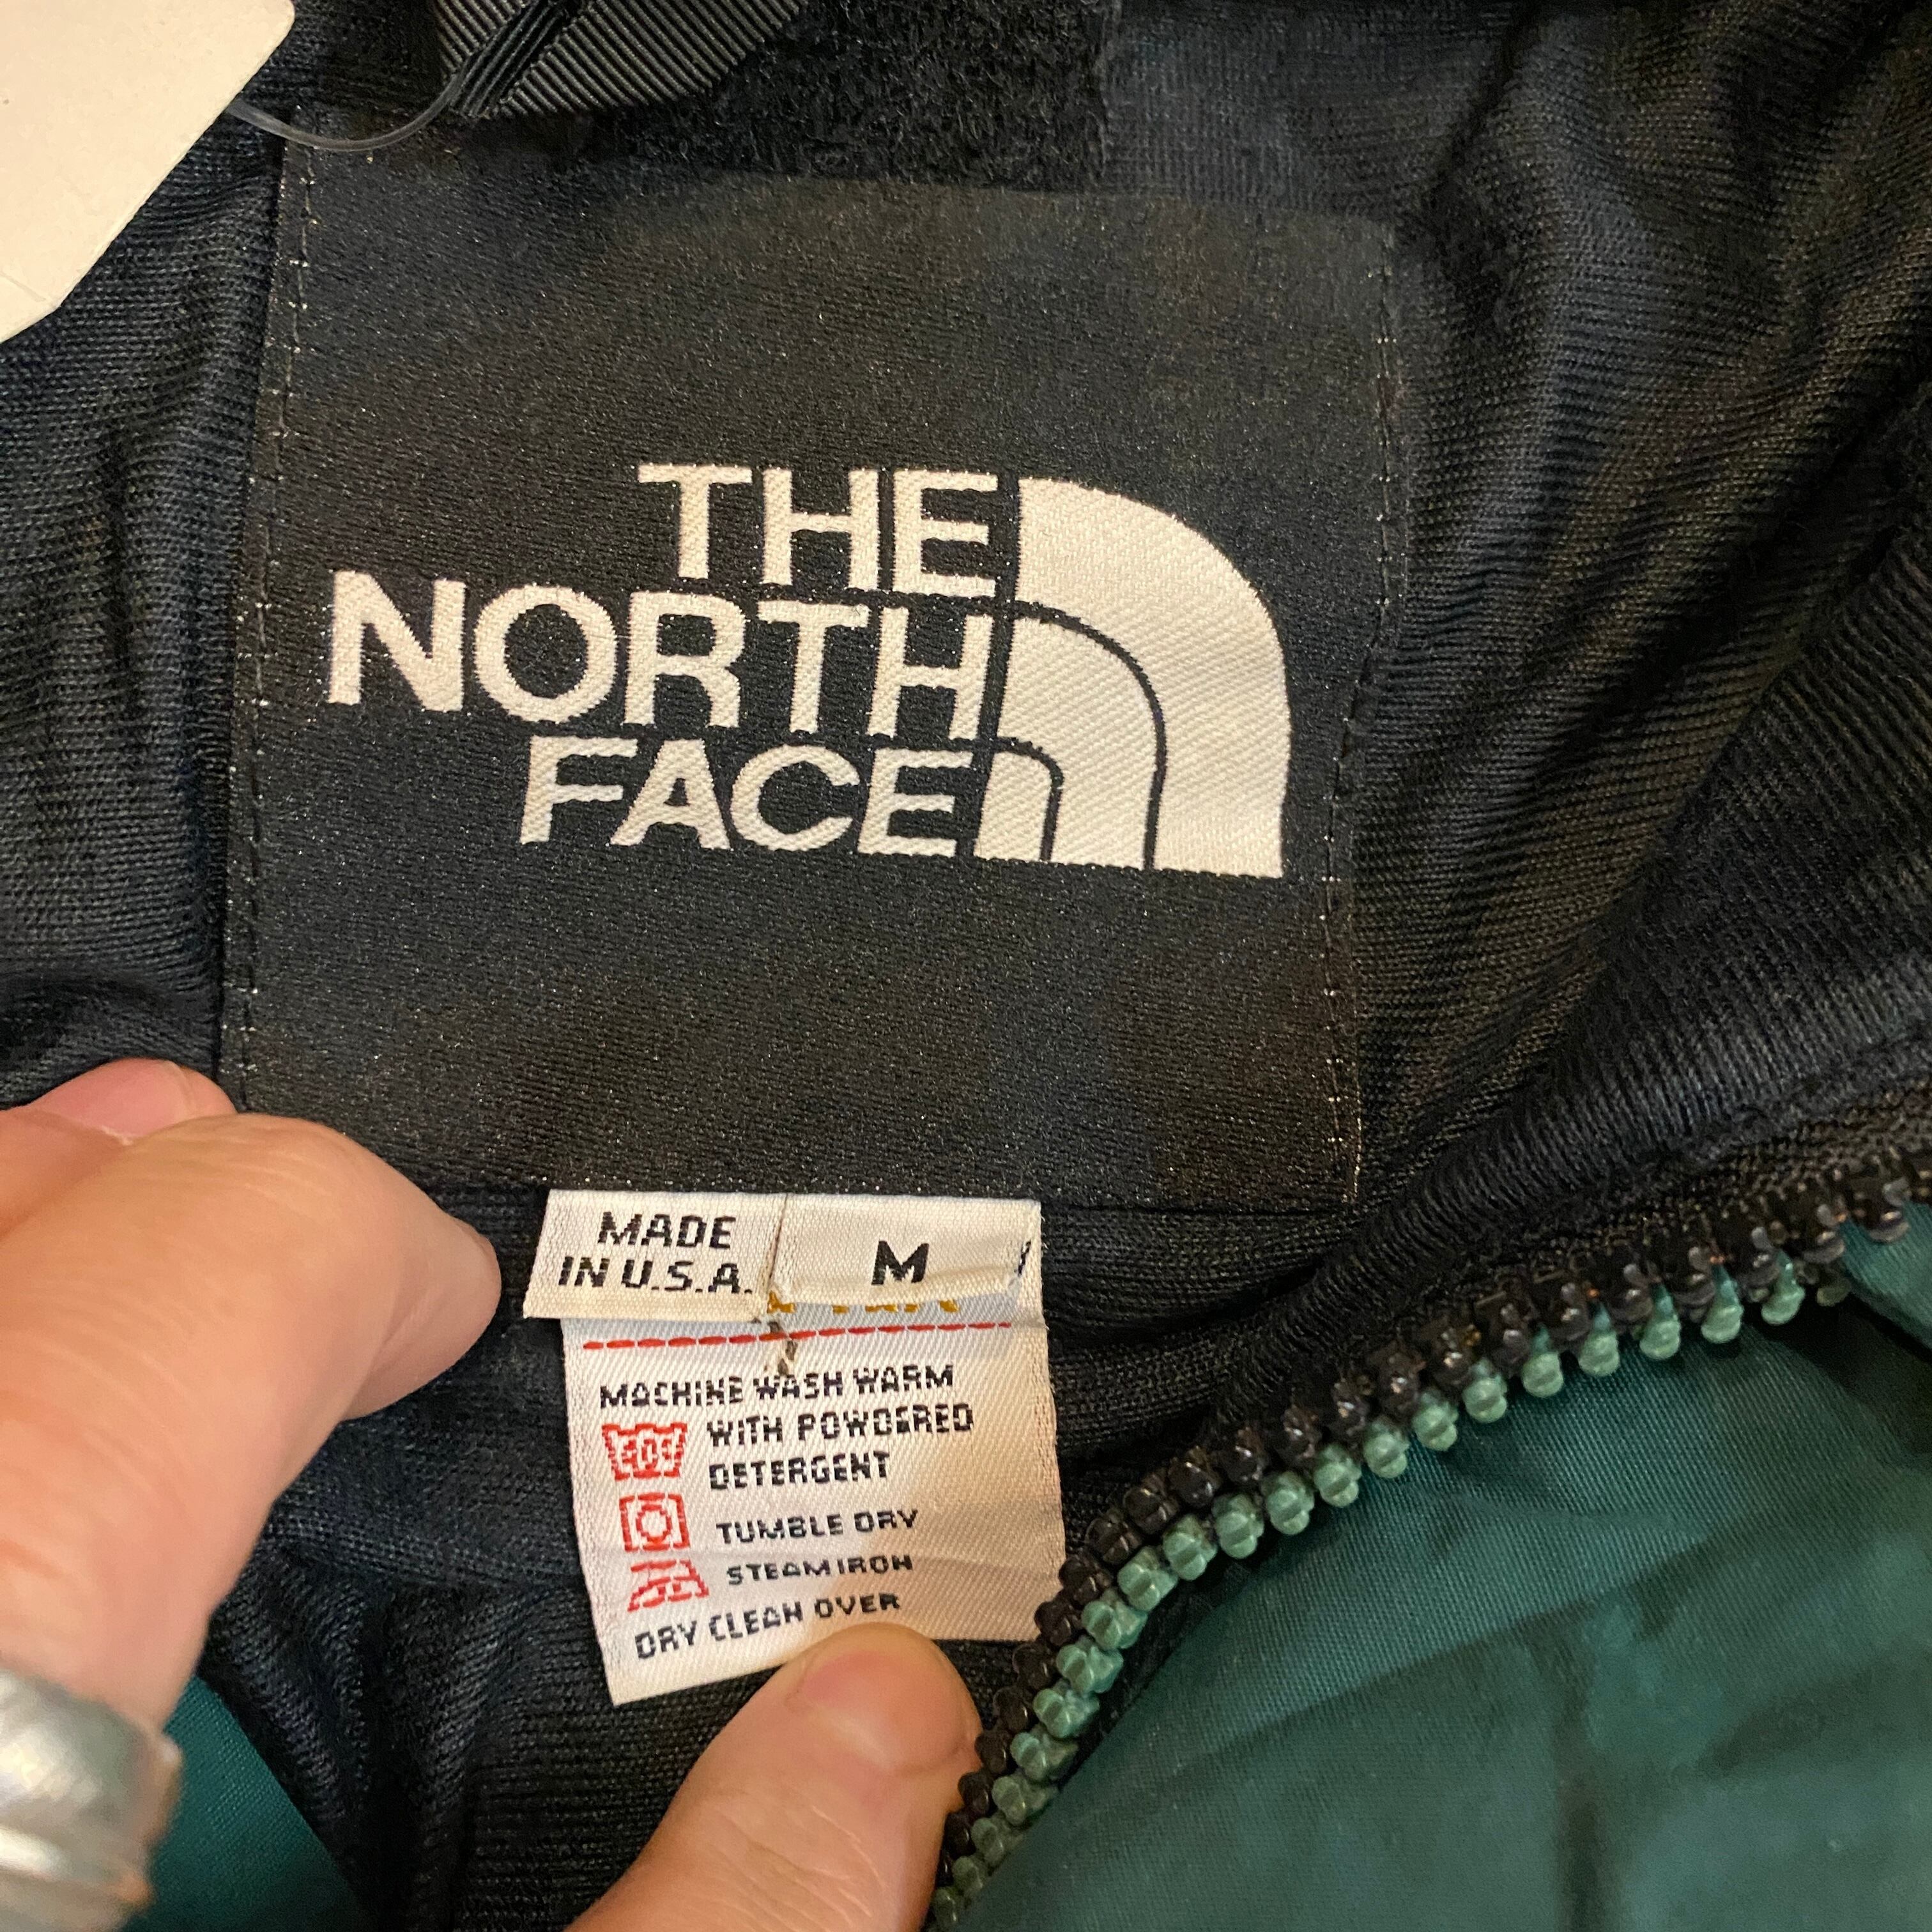 THE
NORTH
FACE
MADE
IN U.S.A.
M
MACHINE WASH WARM
WITH POWDERED
DETERGENT
TUMBLE DRY
STEAM IRON
DRY CLEAN OVER